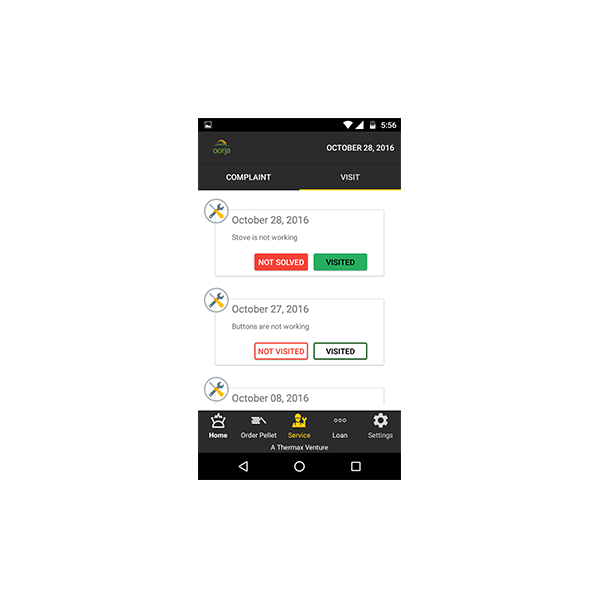 5:56
oorja
OCTOBER 28, 2016
COMPLAINT
VISIT
October 28, 2016
Stove is not working
NOT SOLVED
VISITED
October 27, 2016
Buttons are not working
NOT VISITED
VISITED
October 08, 2016
Home
Order Pellet
Service
Loan
Settings
A Thermax Venture